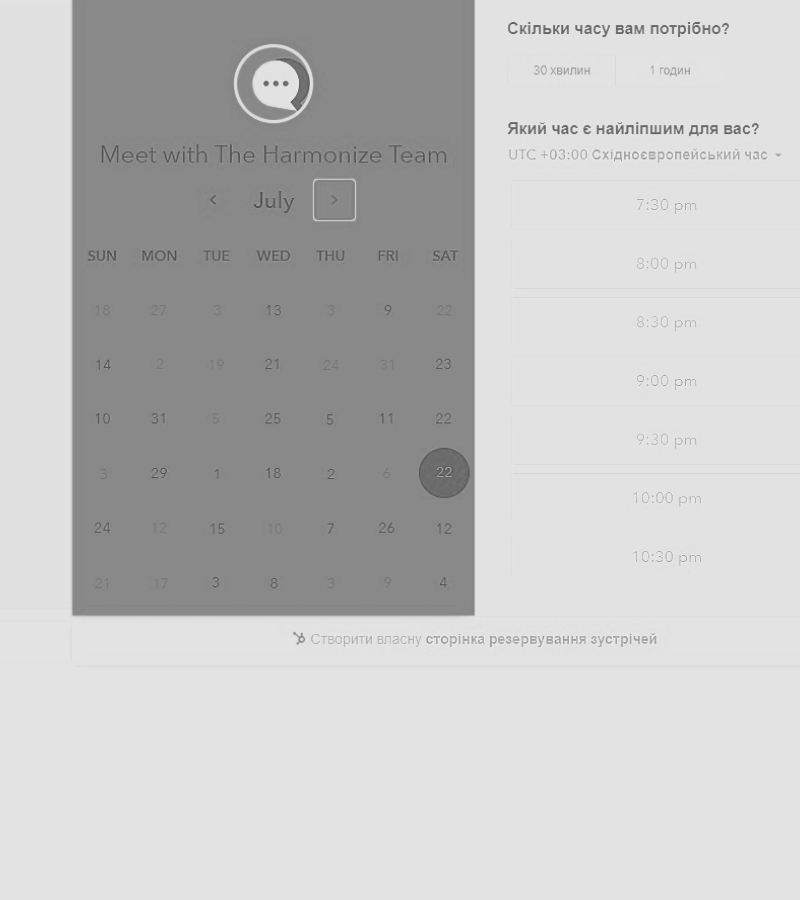 Meet with The Harmonize Team
July
SUN MON TUE WED THU FRI SAT
18 27 3 13 3 9 22
14 2 19 21 24 31 23
10 31 5 25 5 11 22
3 29 1 18 2 6 22
24 12 15 10 7 26 12
21 17 3 8 3 9 4
Скільки часу вам потрібно?
30 хвилин 1 годин
Який час є найліпшим для вас?
UTC +03:00 Східноєвропейський час
7:30 pm
8:00 pm
8:30 pm
9:00 pm
9:30 pm
10:00 pm
10:30 pm
Створити власну сторінка резервування зустрічей